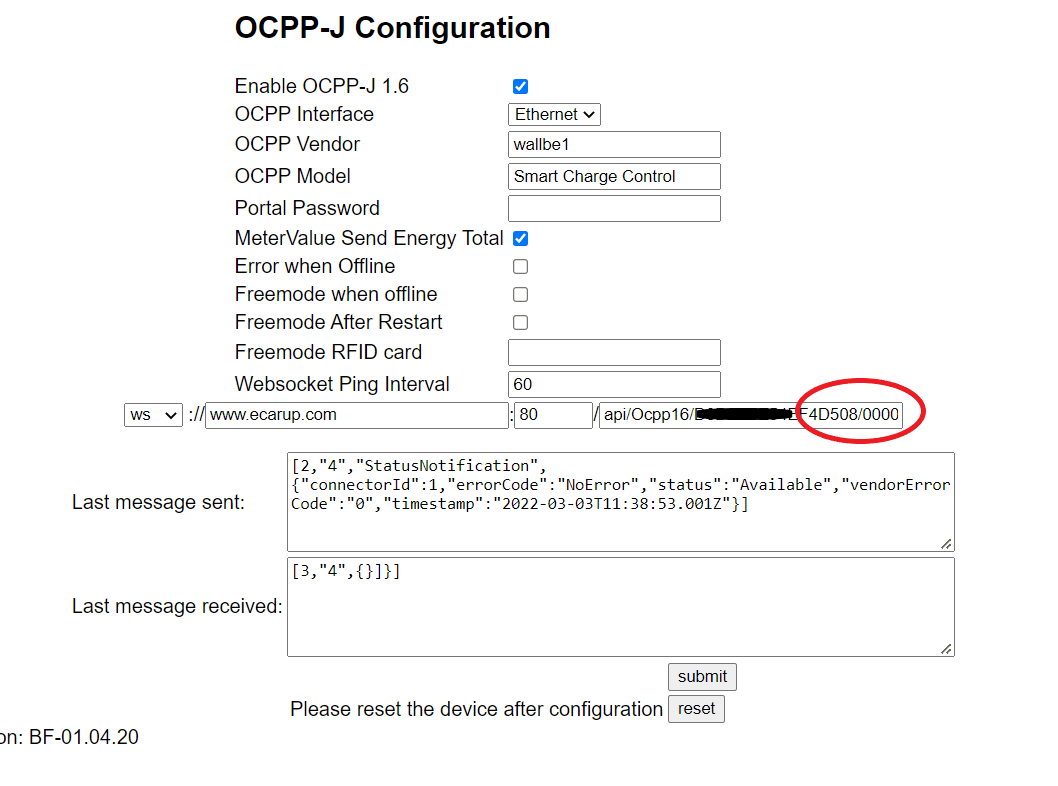 OCPP-J Configuration
Enable OCPP-J 1.6
OCPP Interface Ethernet
OCPP Vendor wallbe1
OCPP Model Smart Charge Control
Portal Password
MeterValue Send Energy Total
Error when Offline
Freemode when offline
Freemode After Restart
Freemode RFID card
Websocket Ping Interval 60
ws :// www.ecarup.com : 80 / api/Ocpp16/ F4D508/0000
Last message sent:
[2,"4","StatusNotification",
{"connectorId":1,"errorCode":"NoError","status":"Available","vendorError
Code":"0","timestamp":"2022-03-03T11:38:53.001Z"}]
Last message received:
[3,"4",{}]}]
submit
Please reset the device after configuration reset
on: BF-01.04.20